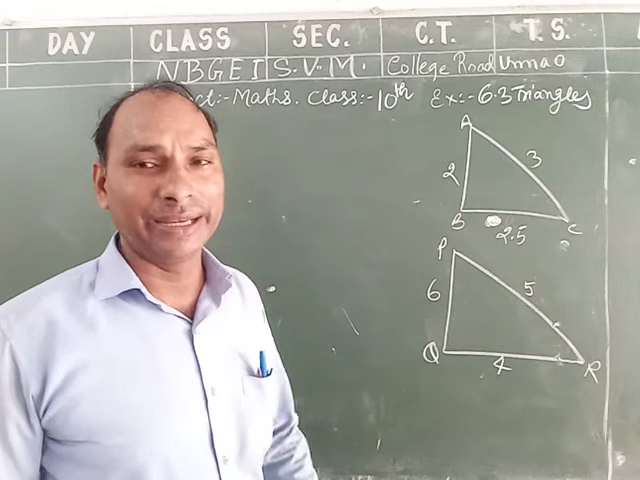 DAY CLASS SEC. C.T. T.S.
NBGEI S.V.M. College Road Unnao
ct:- Maths. Class:- 10th Ex:- 6.3 Triangles
A
2 3
B C
2.5
P
6 5
Q R
4